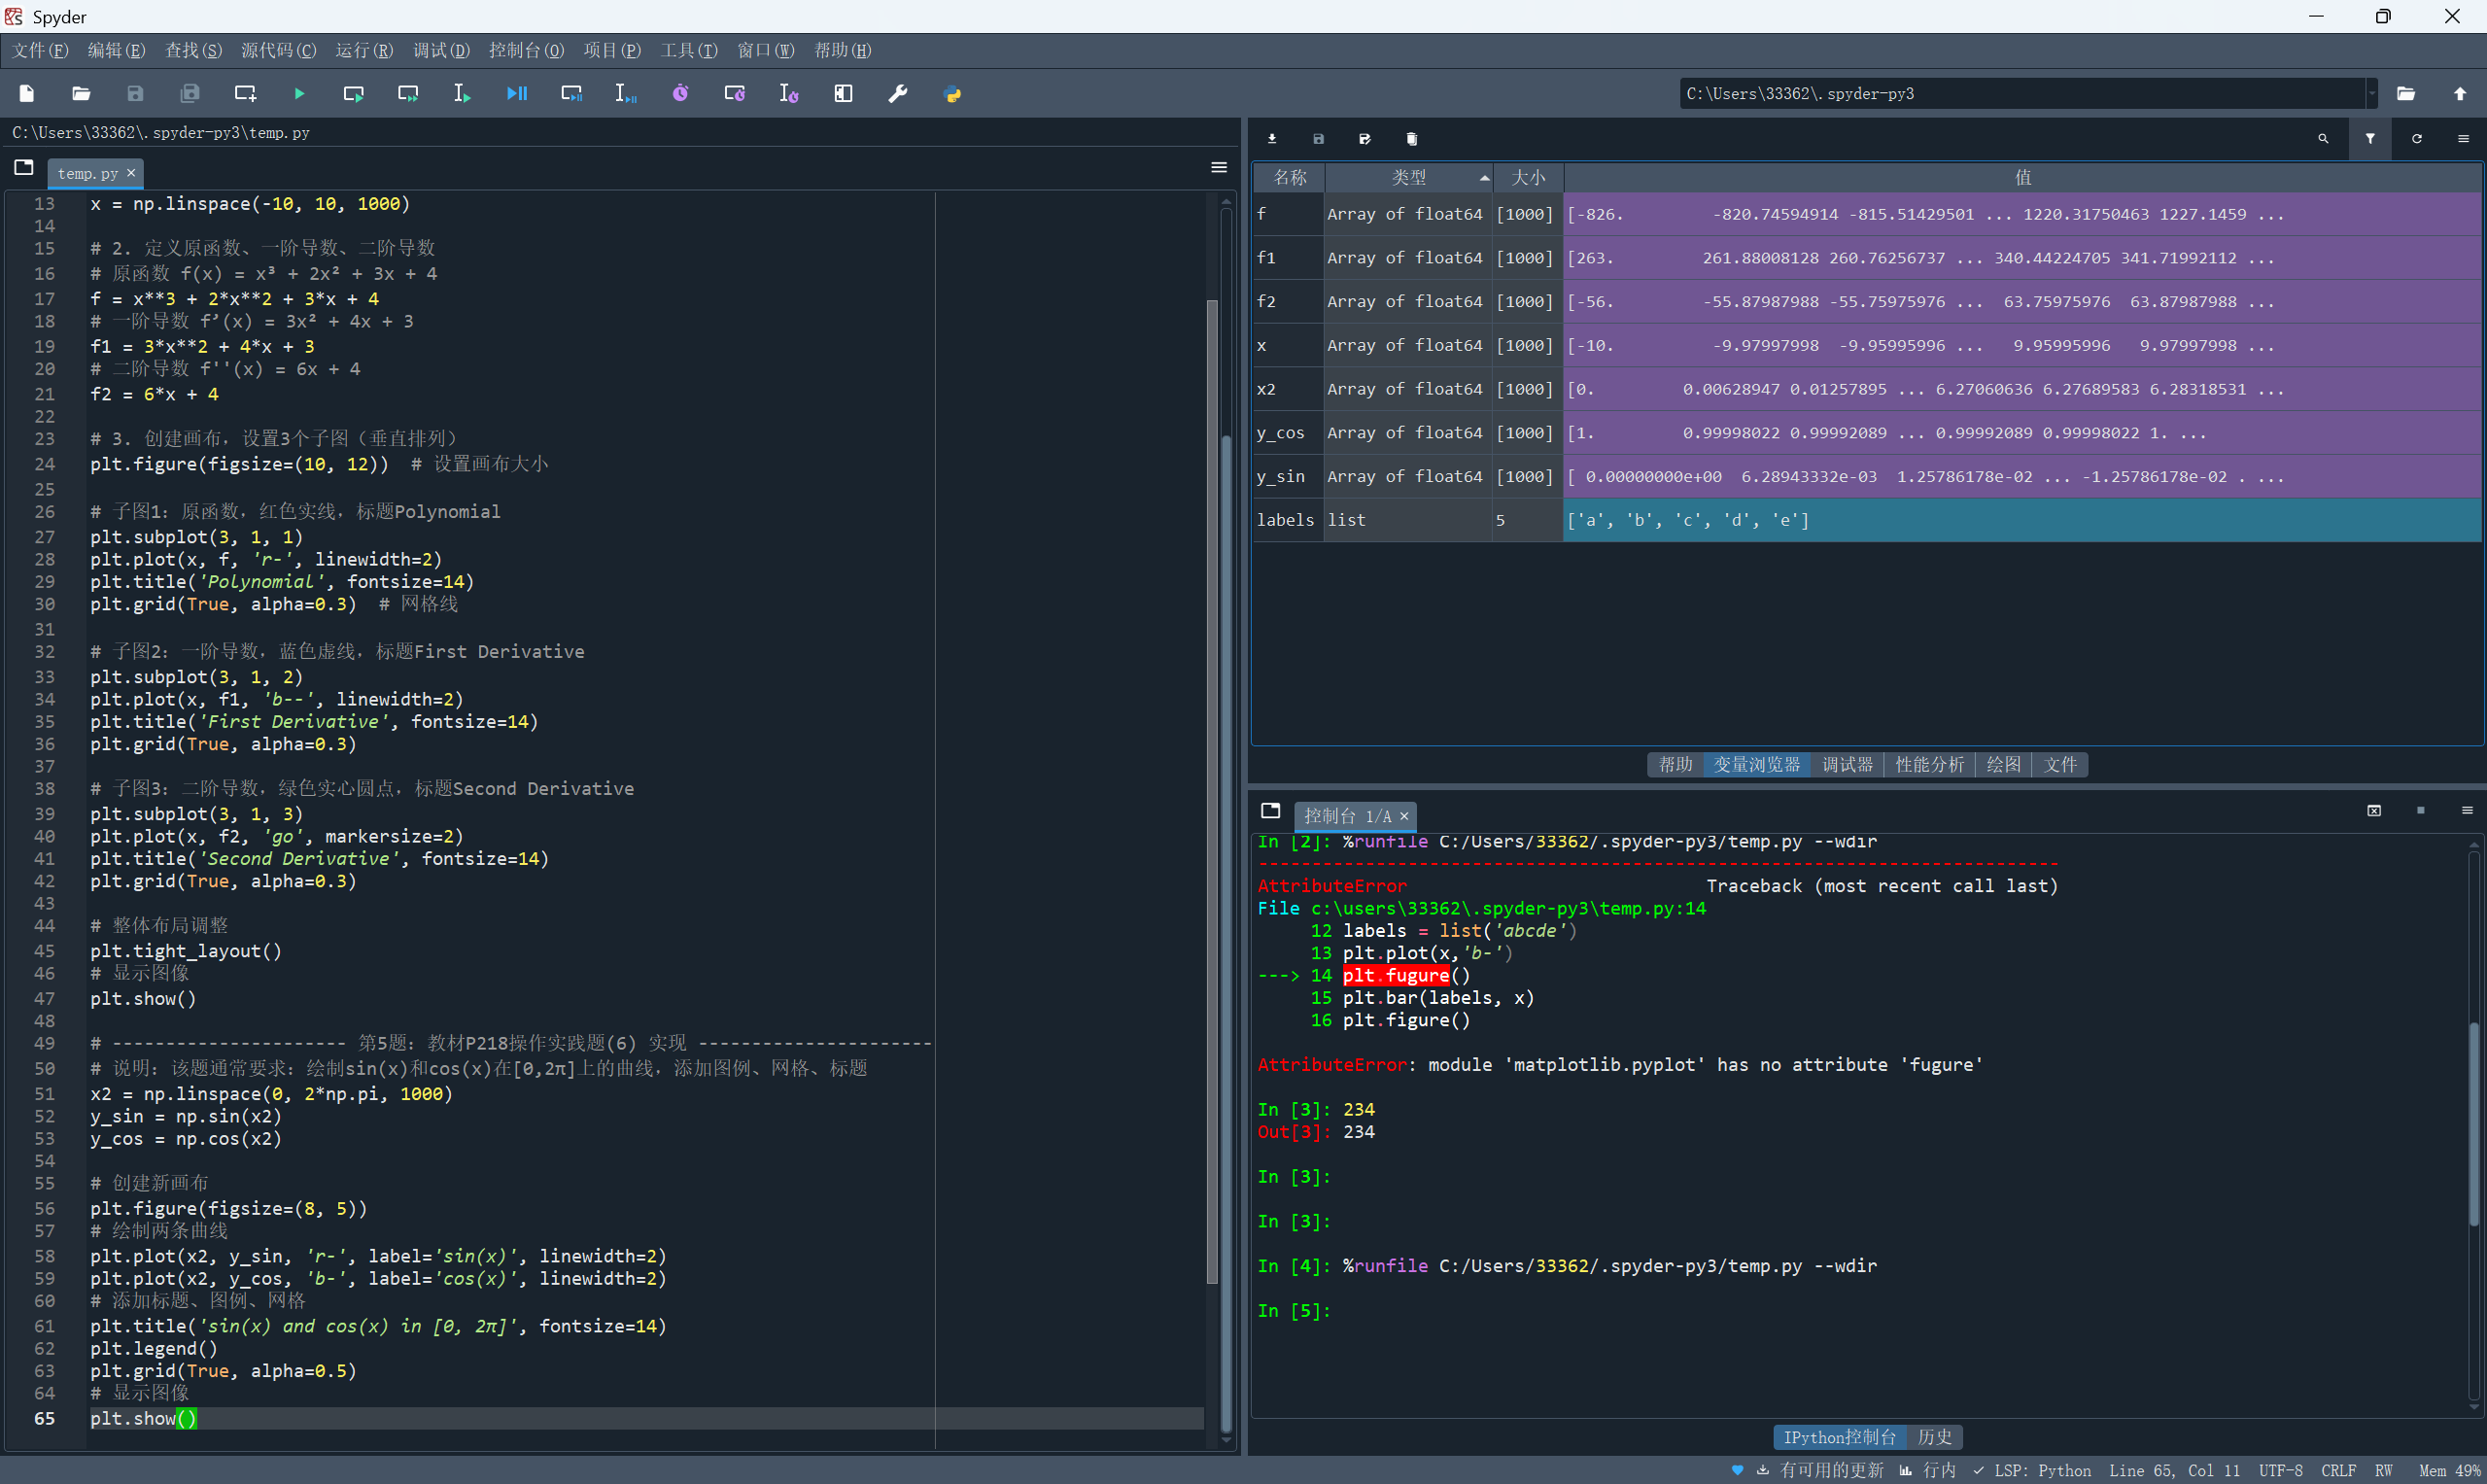 Spyder
文件(F) 编辑(E) 查找(S) 源代码(C) 运行(R) 调试(D) 控制台(O) 项目(P) 工具(T) 窗口(W) 帮助(H)
C:\Users\33362\.spyder-py3
C:\Users\33362\.spyder-py3\temp.py
temp.py
13 x = np.linspace(-10, 10, 1000)
14
15 # 2. 定义原函数、一阶导数、二阶导数
16 # 原函数 f(x) = x³ + 2x² + 3x + 4
17 f = x**3 + 2*x**2 + 3*x + 4
18 # 一阶导数 f’(x) = 3x² + 4x + 3
19 f1 = 3*x**2 + 4*x + 3
20 # 二阶导数 f''(x) = 6x + 4
21 f2 = 6*x + 4
22
23 # 3. 创建画布，设置3个子图（垂直排列）
24 plt.figure(figsize=(10, 12))  # 设置画布大小
25
26 # 子图1：原函数，红色实线，标题Polynomial
27 plt.subplot(3, 1, 1)
28 plt.plot(x, f, 'r-', linewidth=2)
29 plt.title('Polynomial', fontsize=14)
30 plt.grid(True, alpha=0.3)  # 网格线
31
32 # 子图2：一阶导数，蓝色虚线，标题First Derivative
33 plt.subplot(3, 1, 2)
34 plt.plot(x, f1, 'b--', linewidth=2)
35 plt.title('First Derivative', fontsize=14)
36 plt.grid(True, alpha=0.3)
37
38 # 子图3：二阶导数，绿色实心圆点，标题Second Derivative
39 plt.subplot(3, 1, 3)
40 plt.plot(x, f2, 'go', markersize=2)
41 plt.title('Second Derivative', fontsize=14)
42 plt.grid(True, alpha=0.3)
43
44 # 整体布局调整
45 plt.tight_layout()
46 # 显示图像
47 plt.show()
48
49 # ---------------------- 第5题：教材P218操作实践题(6) 实现 ----------------------
50 # 说明：该题通常要求：绘制sin(x)和cos(x)在[0,2π]上的曲线，添加图例、网格、标题
51 x2 = np.linspace(0, 2*np.pi, 1000)
52 y_sin = np.sin(x2)
53 y_cos = np.cos(x2)
54
55 # 创建新画布
56 plt.figure(figsize=(8, 5))
57 # 绘制两条曲线
58 plt.plot(x2, y_sin, 'r-', label='sin(x)', linewidth=2)
59 plt.plot(x2, y_cos, 'b-', label='cos(x)', linewidth=2)
60 # 添加标题、图例、网格
61 plt.title('sin(x) and cos(x) in [0, 2π]', fontsize=14)
62 plt.legend()
63 plt.grid(True, alpha=0.5)
64 # 显示图像
65 plt.show()
名称 类型 大小 值
f Array of float64 [1000] [-826. -820.74594914 -815.51429501 ... 1220.31750463 1227.1459 ...
f1 Array of float64 [1000] [263. 261.88008128 260.76256737 ... 340.44224705 341.71992112 ...
f2 Array of float64 [1000] [-56. -55.87987988 -55.75975976 ... 63.75975976 63.87987988 ...
x Array of float64 [1000] [-10. -9.97997998 -9.95995996 ... 9.95995996 9.97997998 ...
x2 Array of float64 [1000] [0. 0.00628947 0.01257895 ... 6.27060636 6.27689583 6.28318531 ...
y_cos Array of float64 [1000] [1. 0.99998022 0.99992089 ... 0.99992089 0.99998022 1. ...
y_sin Array of float64 [1000] [ 0.00000000e+00 6.28943332e-03 1.25786178e-02 ... -1.25786178e-02 . ...
labels list 5 ['a', 'b', 'c', 'd', 'e']
帮助 变量浏览器 调试器 性能分析 绘图 文件
控制台 1/A
In [2]: %runfile C:/Users/33362/.spyder-py3/temp.py --wdir
---------------------------------------------------------------------------
AttributeError Traceback (most recent call last)
File c:\users\33362\.spyder-py3\temp.py:14
12 labels = list('abcde')
13 plt.plot(x,'b-')
---> 14 plt.fugure()
15 plt.bar(labels, x)
16 plt.figure()
AttributeError: module 'matplotlib.pyplot' has no attribute 'fugure'
In [3]: 234
Out[3]: 234
In [3]:
In [3]:
In [4]: %runfile C:/Users/33362/.spyder-py3/temp.py --wdir
In [5]:
IPython控制台 历史
有可用的更新 行内 LSP: Python Line 65, Col 11 UTF-8 CRLF RW Mem 49%